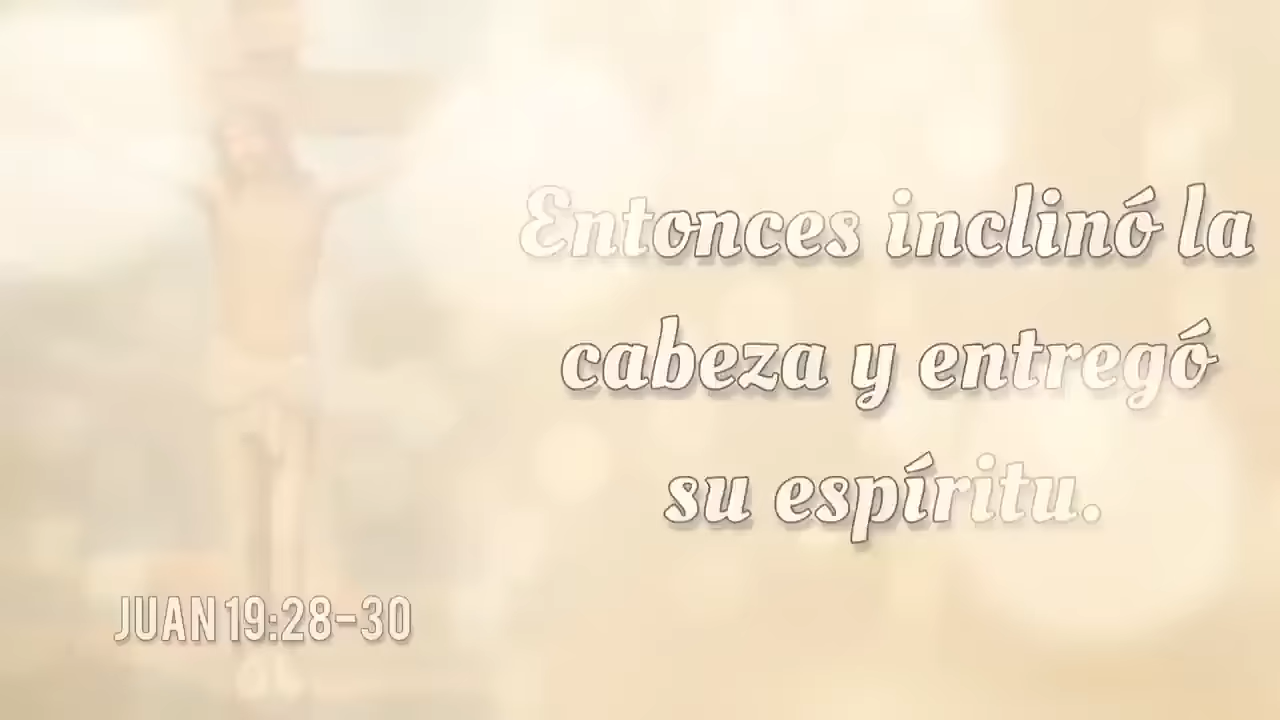 Entonces inclinó la
cabeza y entregó
su espíritu.
JUAN 19:28-30